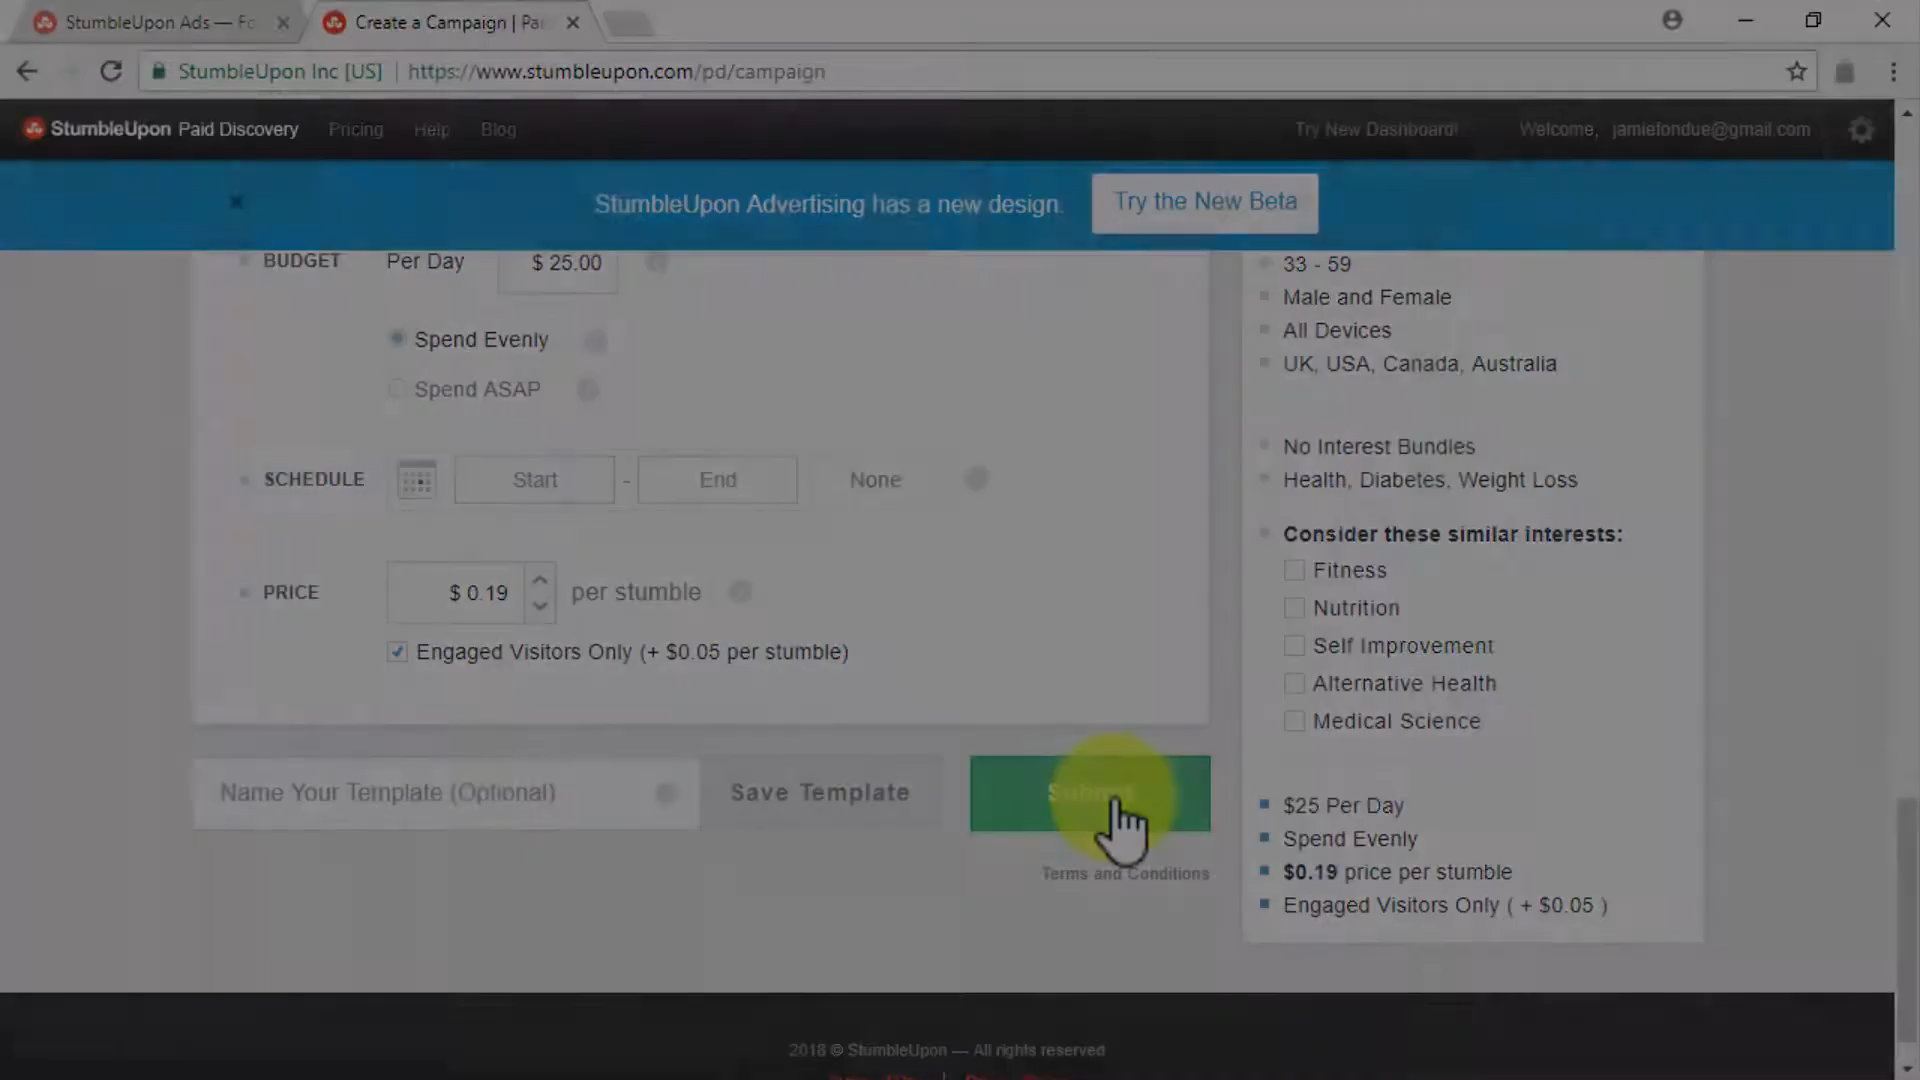 StumbleUpon Ads — Fo
Create a Campaign | Pai
StumbleUpon Inc [US] | https://www.stumbleupon.com/pd/campaign
StumbleUpon Paid Discovery Pricing Help Blog Try New Dashboard! Welcome, jamiefondue@gmail.com
StumbleUpon Advertising has a new design. Try the New Beta
BUDGET Per Day $ 25.00
Spend Evenly
Spend ASAP
SCHEDULE Start - End None
PRICE $ 0.19 per stumble
Engaged Visitors Only (+ $0.05 per stumble)
Name Your Template (Optional) Save Template Submit
Terms and Conditions
33 - 59
Male and Female
All Devices
UK, USA, Canada, Australia
No Interest Bundles
Health, Diabetes, Weight Loss
Consider these similar interests:
Fitness
Nutrition
Self Improvement
Alternative Health
Medical Science
$25 Per Day
Spend Evenly
$0.19 price per stumble
Engaged Visitors Only ( + $0.05 )
2018 © StumbleUpon — All rights reserved